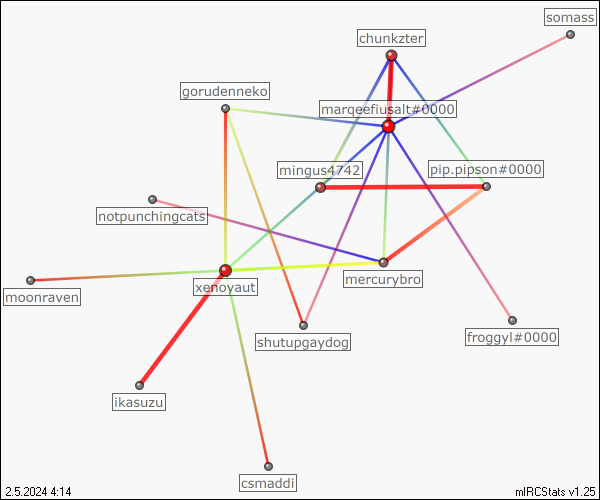 somass
chunkzter
gorudenneko
marqeefiusalt#0000
mingus4742
pip.pipson#0000
notpunchingcats
xenoyaut
mercurybro
moonraven
shutupgaydog
froggyl#0000
ikasuzu
csmaddi
2.5.2024 4:14
mIRCStats v1.25